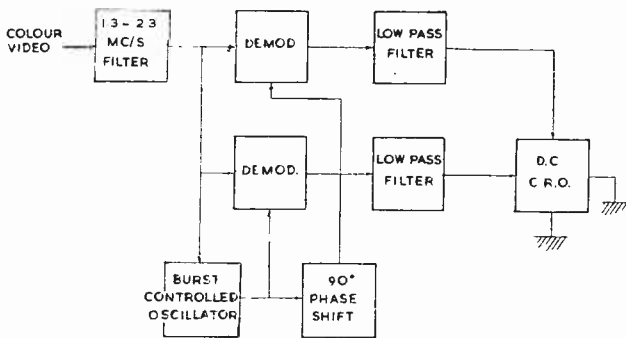 COLOUR
VIDEO
1.3 - 2.3
MC/S
FILTER
DEMOD
LOW PASS
FILTER
DEMOD.
LOW PASS
FILTER
D.C
C R.O.
BURST
CONTROLLED
OSCILLATOR
90°
PHASE
SHIFT